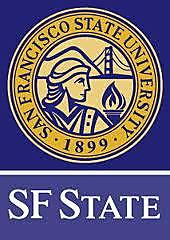 SAN FRANCISCO STATE UNIVERSITY
· 1899 ·
SF STATE